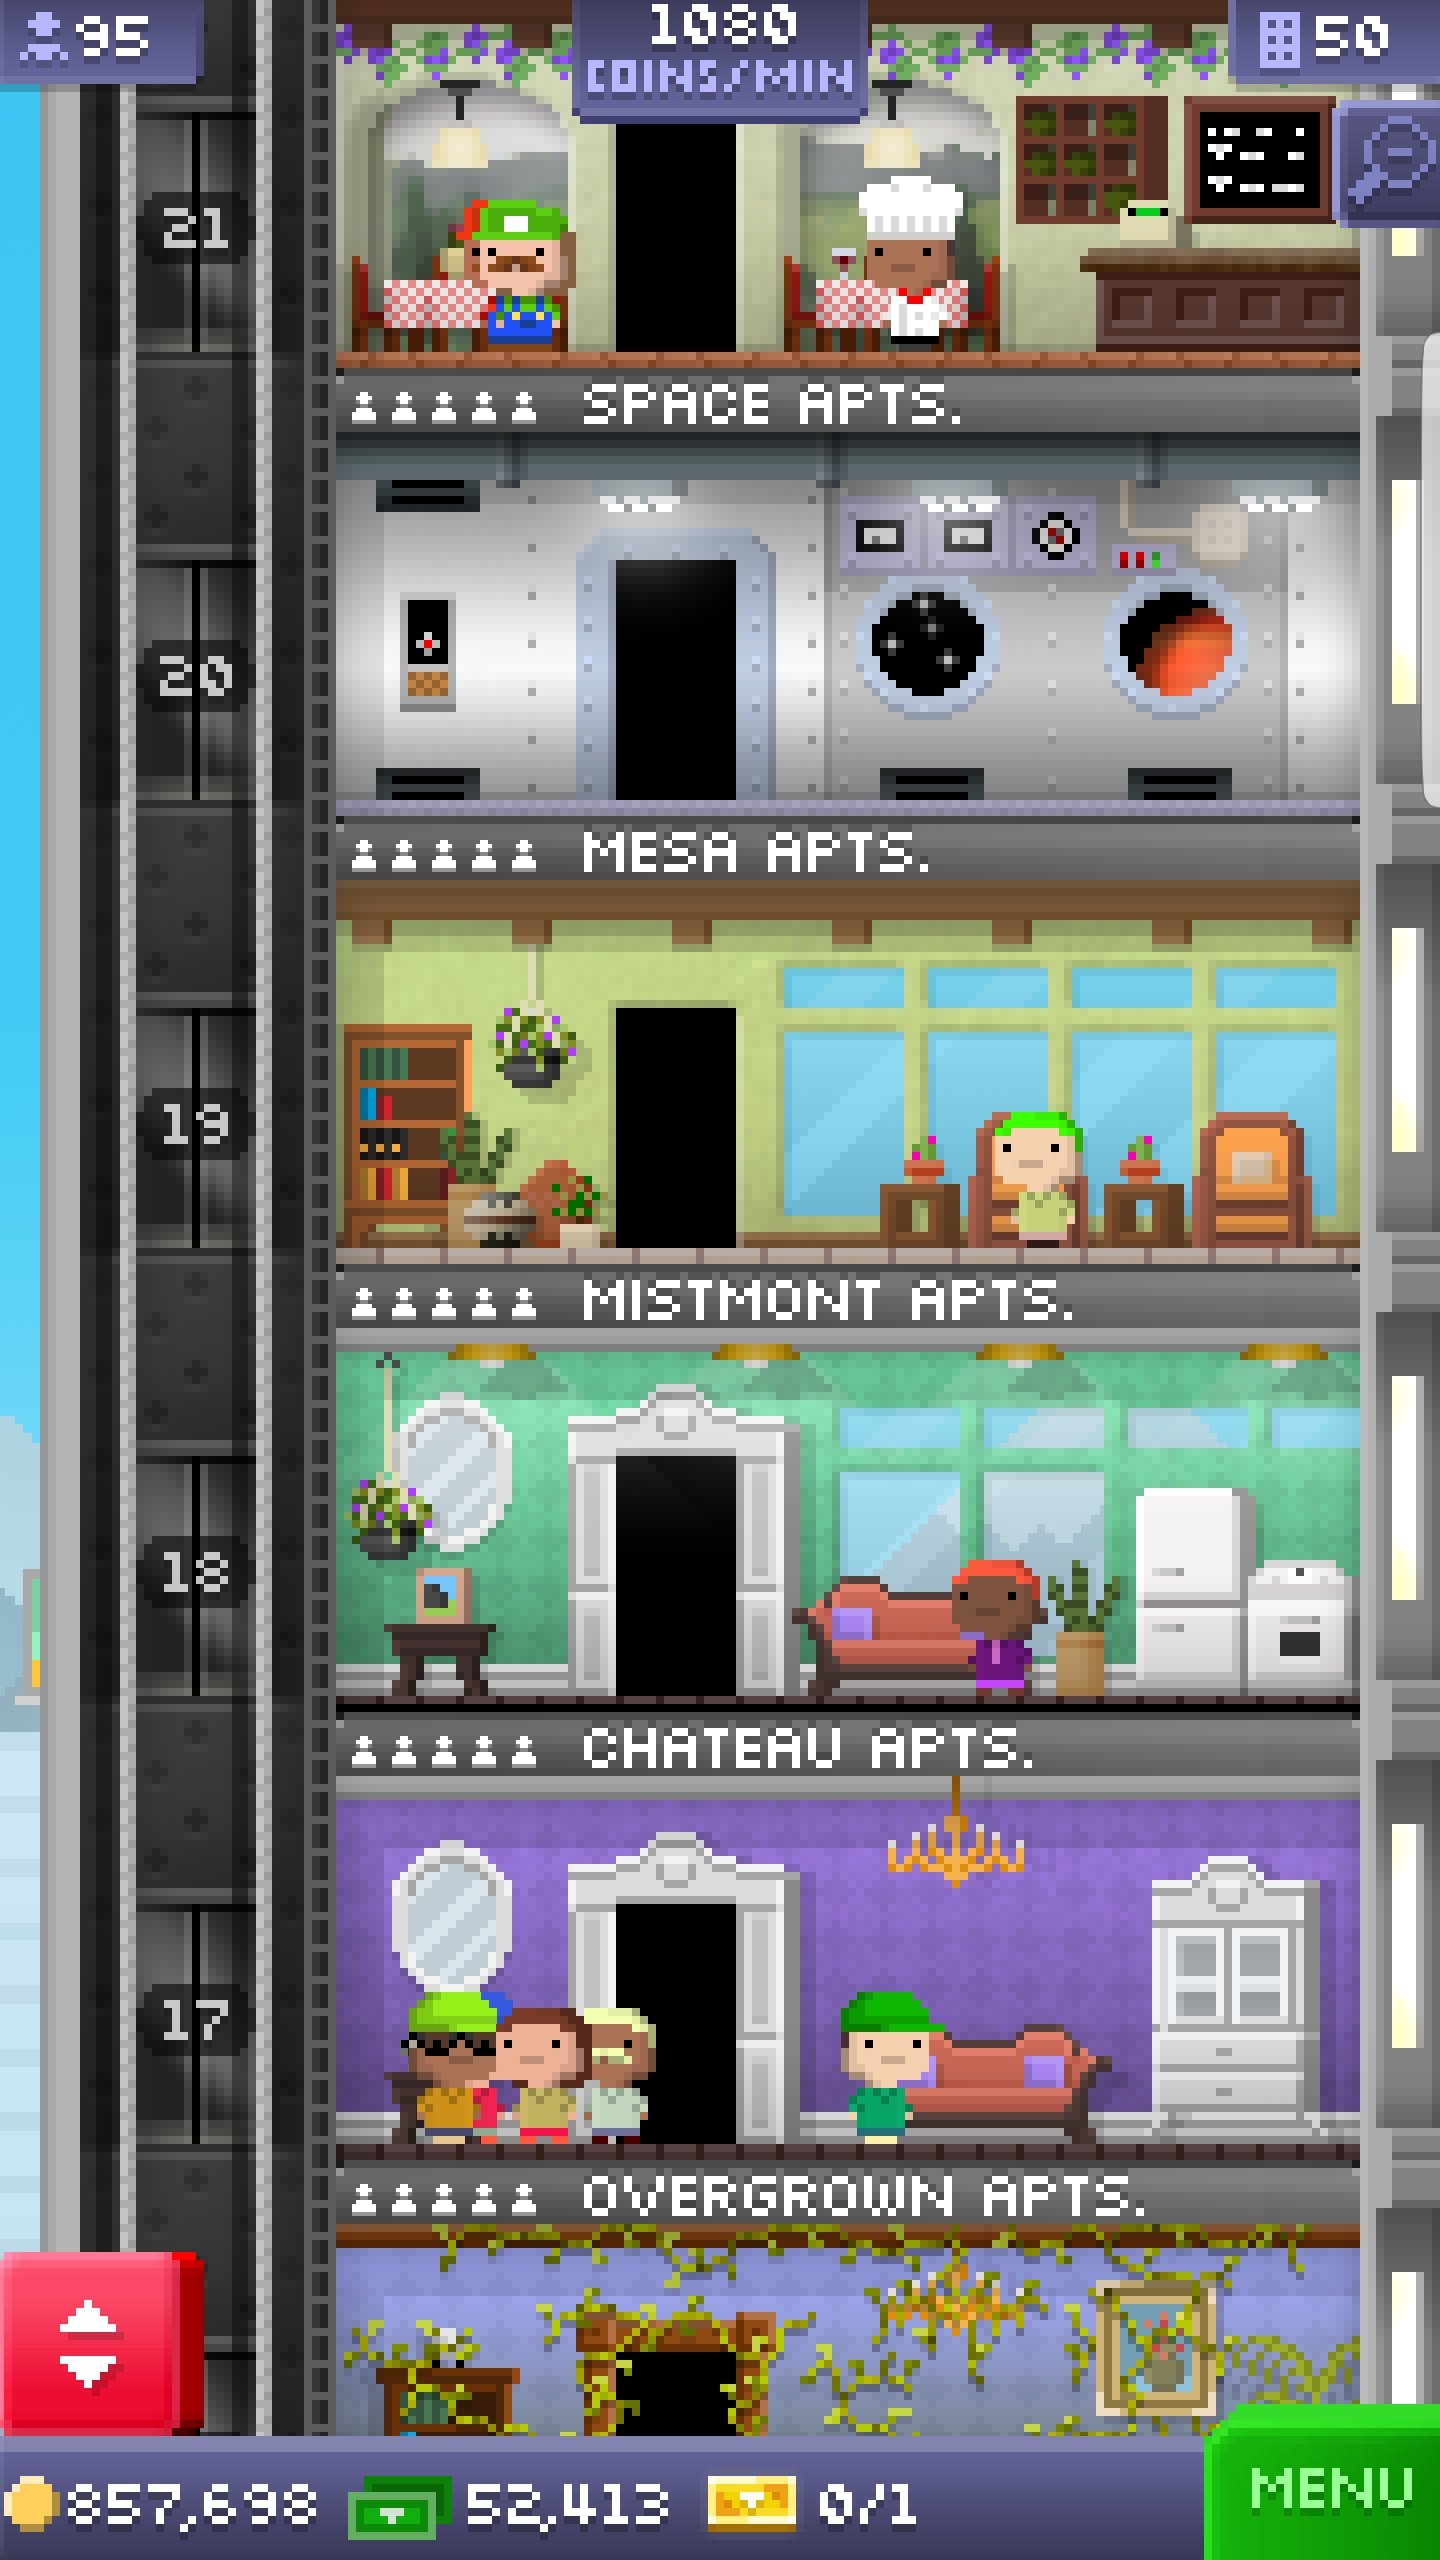 95
1080
COINS/MIN
50
21
SPACE APTS.
20
MESA APTS.
19
MISTMONT APTS.
18
CHATEAU APTS.
17
OVERGROWN APTS.
857,698 52,413 0/1
MENU